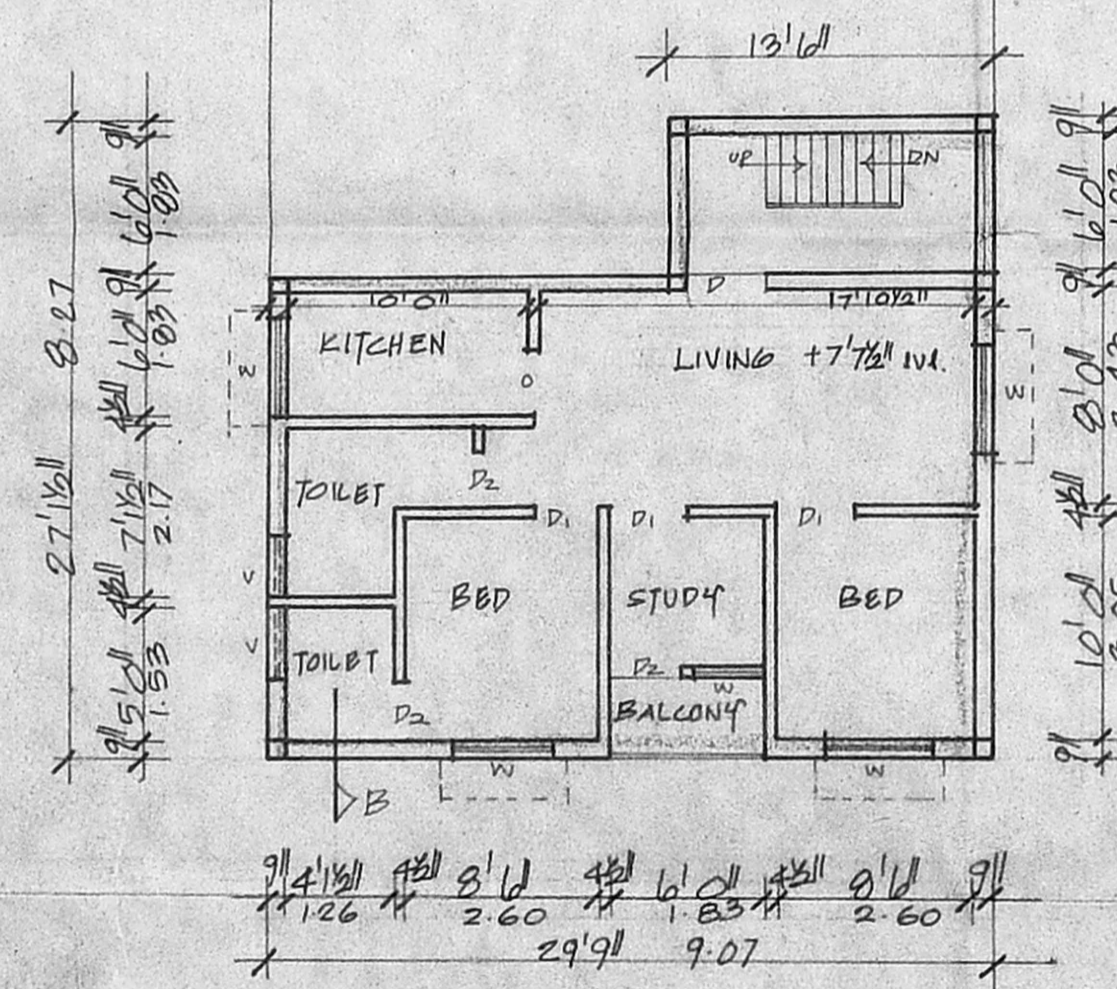 13'6"
UP DN
D
10'0" 17'10½"
KITCHEN
LIVING +7'7½" lvl.
W
O
W
TOILET
D2
D1 D1 D1
V
BED STUDY BED
V
TOILET
D2
W
D2
BALCONY
W W
B
9" 4'1½" 4½" 8'6" 4½" 6'0" 4½" 8'6" 9"
1.26 2.60 1.83 2.60
29'9" 9.07
27'1½" 8.27
9" 5'0" 4½" 7'1½" 4½" 6'0" 9" 6'0" 9"
1.53 2.17 1.83 1.83
9" 10'0" 4½" 8'0" 9" 6'0" 9"